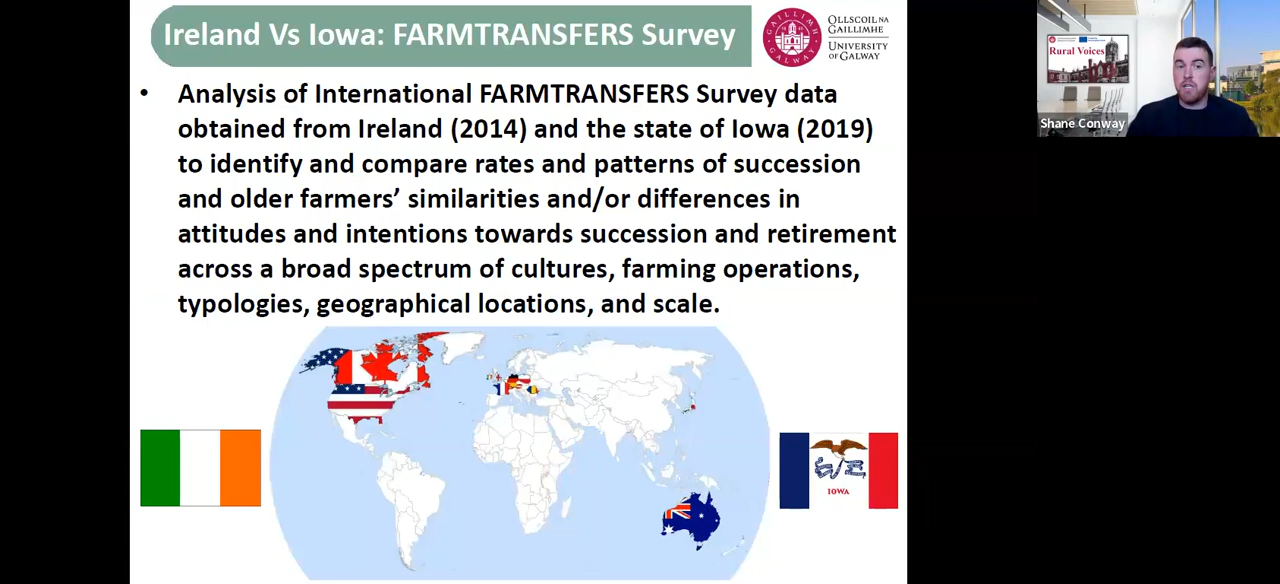 Ireland Vs Iowa: FARMTRANSFERS Survey
OLLSCOIL NA
GAILLIMHE
UNIVERSITY
OF GALWAY
• Analysis of International FARMTRANSFERS Survey data
obtained from Ireland (2014) and the state of Iowa (2019)
to identify and compare rates and patterns of succession
and older farmers’ similarities and/or differences in
attitudes and intentions towards succession and retirement
across a broad spectrum of cultures, farming operations,
typologies, geographical locations, and scale.
IOWA
Rural Voices
Shane Conway